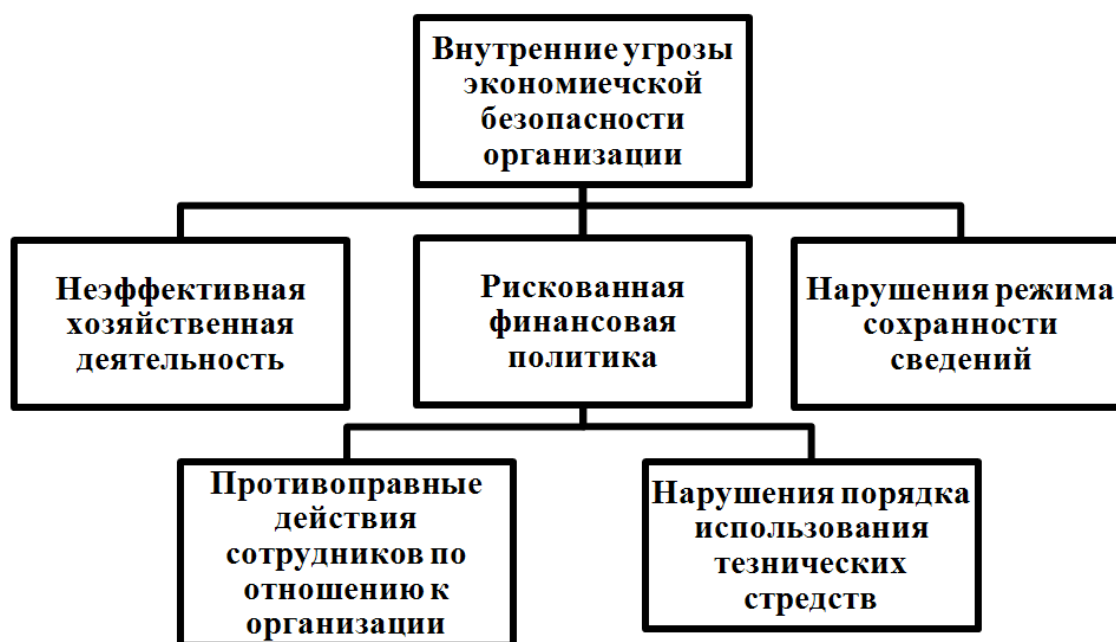 Внутренние угрозы
экономиечской
безопасности
организации
Неэффективная
хозяйственная
деятельность
Рискованная
финансовая
политика
Нарушения режима
сохранности
сведений
Противоправные
действия
сотрудников по
отношению к
организации
Нарушения порядка
использования
тезнических
стредств